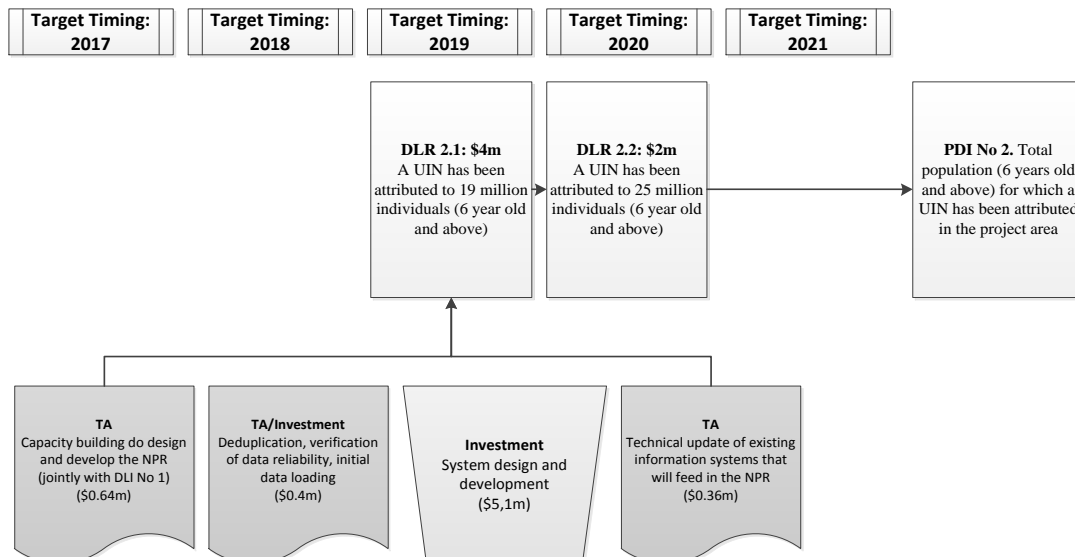 Target Timing:
2017
Target Timing:
2018
Target Timing:
2019
Target Timing:
2020
Target Timing:
2021
DLR 2.1: $4m
A UIN has been
attributed to 19 million
individuals (6 year old
and above)
DLR 2.2: $2m
A UIN has been
attributed to 25 million
individuals (6 year old
and above)
PDI No 2. Total
population (6 years old
and above) for which a
UIN has been attributed
in the project area
TA
Capacity building do design
and develop the NPR
(jointly with DLI No 1)
($0.64m)
TA/Investment
Deduplication, verification
of data reliability, initial
data loading
($0.4m)
Investment
System design and
development
($5,1m)
TA
Technical update of existing
information systems that
will feed in the NPR
($0.36m)